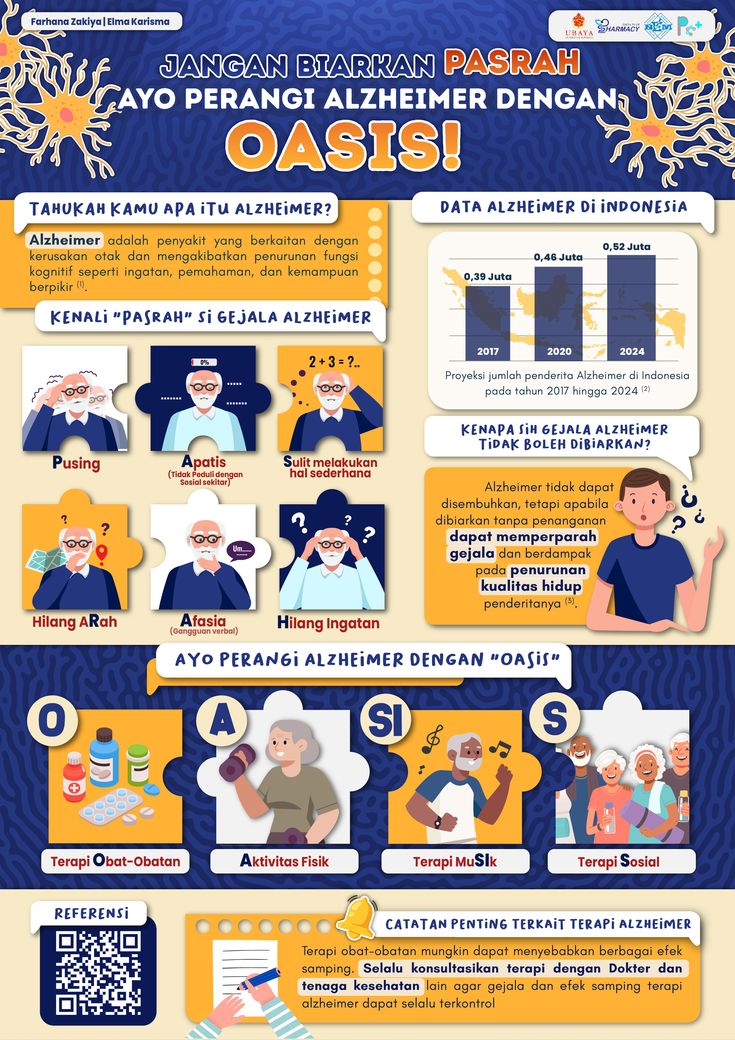 Farhana Zakiya | Elma Karisma
UBAYA
PHARMACY
JANGAN BIARKAN PASRAH
AYO PERANGI ALZHEIMER DENGAN
OASIS!
TAHUKAH KAMU APA iTU ALZHEiMER?
Alzheimer adalah penyakit yang berkaitan dengan
kerusakan otak dan mengakibatkan penurunan fungsi
kognitif seperti ingatan, pemahaman, dan kemampuan
berpikir (1).
KENALi "PASRAH" Si GEJALA ALZHEiMER
0%
2 + 3 = ?..
Pusing
Apatis
(Tidak Peduli dengan
Sosial sekitar)
Sulit melakukan
hal sederhana
? ?
Um.....
? ? ?
Hilang ARah
Afasia
(Gangguan verbal)
Hilang Ingatan
DATA ALZHEiMER Di iNDONESiA
0,39 Juta
0,46 Juta
0,52 Juta
2017
2020
2024
Proyeksi jumlah penderita Alzheimer di Indonesia
pada tahun 2017 hingga 2024 (2)
KENAPA SiH GEJALA ALZHEiMER
TiDAK BOLEH DiBiARKAN?
Alzheimer tidak dapat
disembuhkan, tetapi apabila
dibiarkan tanpa penanganan
dapat memperparah
gejala dan berdampak
pada penurunan
kualitas hidup
penderitanya (3).
AYO PERANGi ALZHEiMER DENGAN "OASiS"
O
A
SI
S
Terapi Obat-Obatan
Aktivitas Fisik
Terapi MuSIk
Terapi Sosial
REFERENSi
CATATAN PENTiNG TERKAiT TERAPi ALZHEiMER
Terapi obat-obatan mungkin dapat menyebabkan berbagai efek
samping. Selalu konsultasikan terapi dengan Dokter dan
tenaga kesehatan lain agar gejala dan efek samping terapi
alzheimer dapat selalu terkontrol